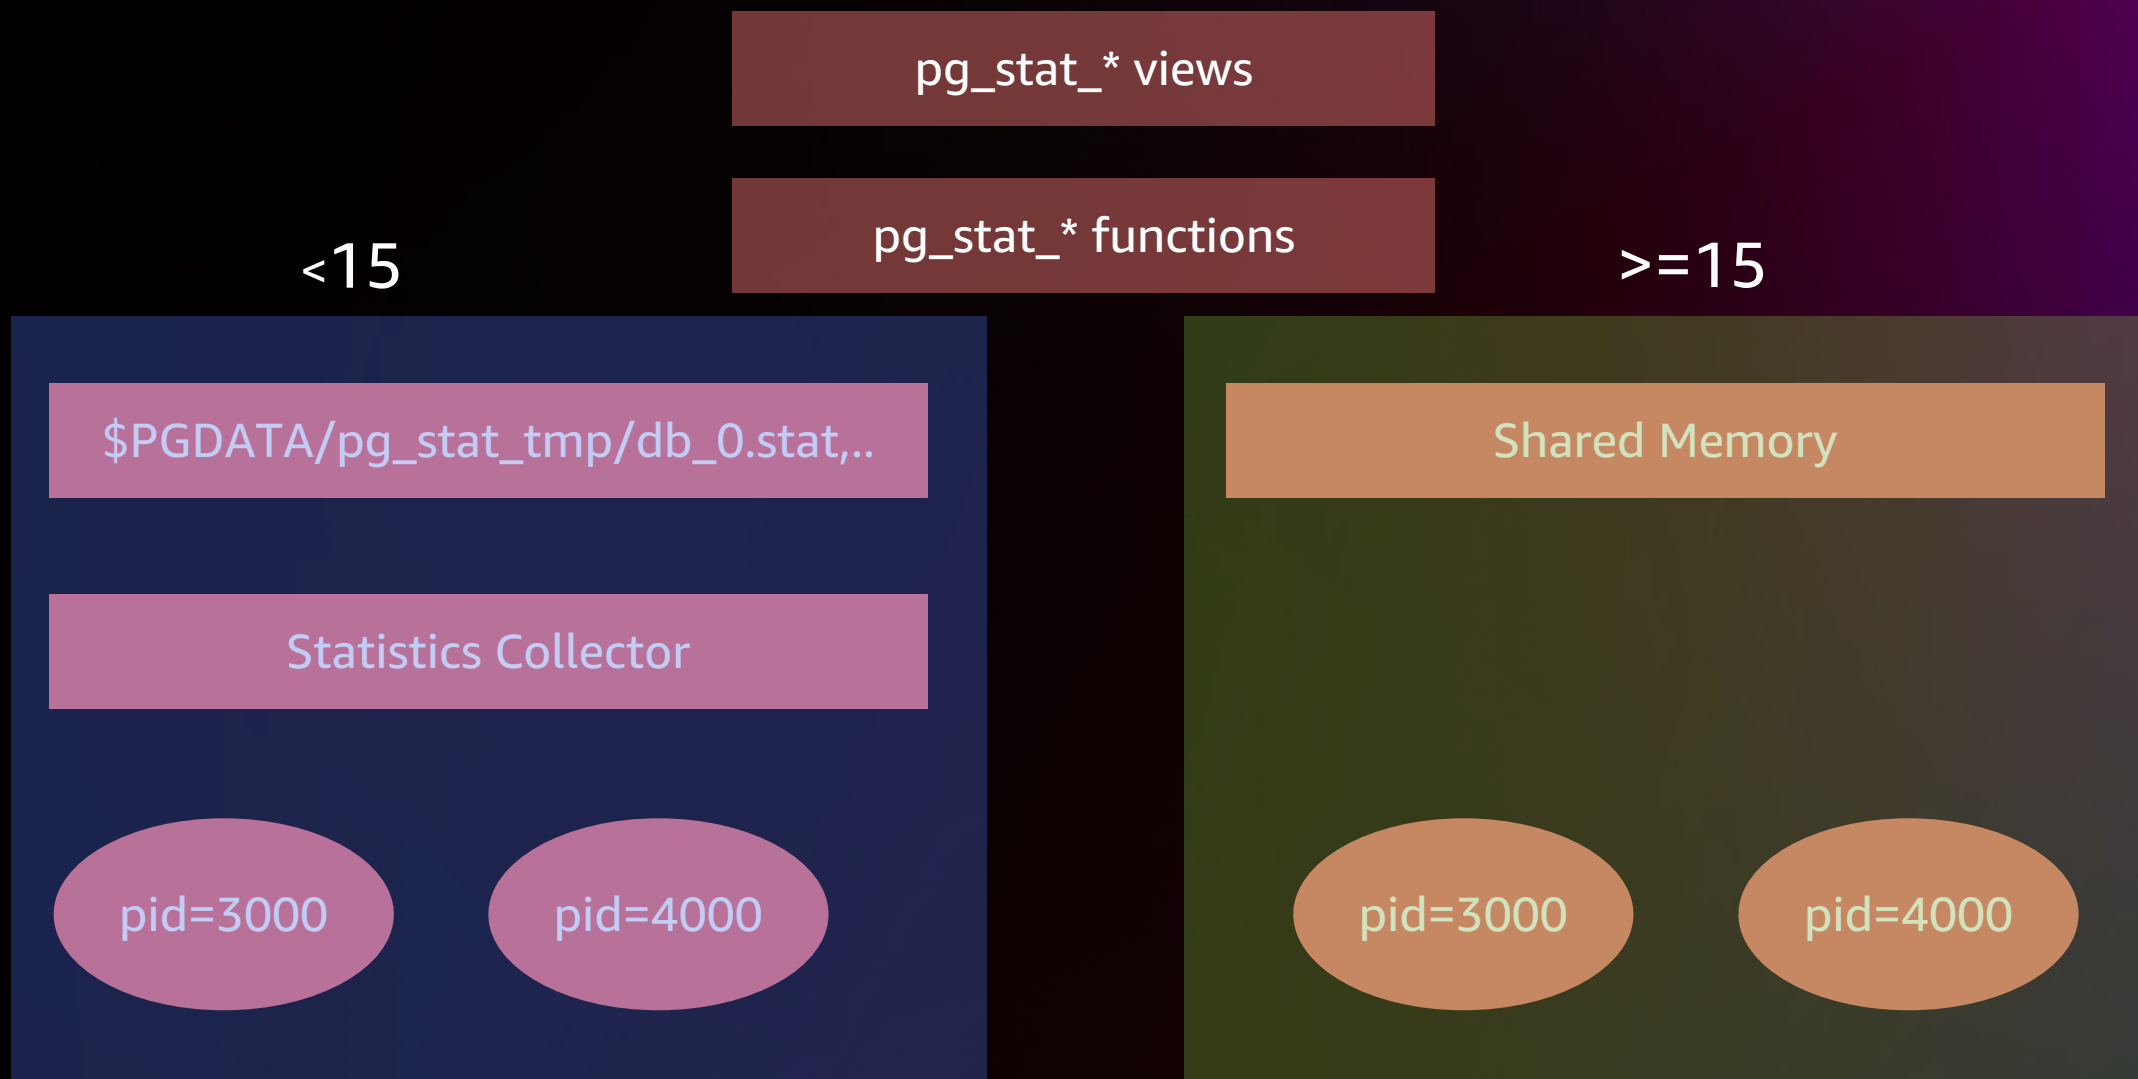 pg_stat_* views
pg_stat_* functions
<15
>=15
$PGDATA/pg_stat_tmp/db_0.stat,..
Shared Memory
Statistics Collector
pid=3000
pid=4000
pid=3000
pid=4000